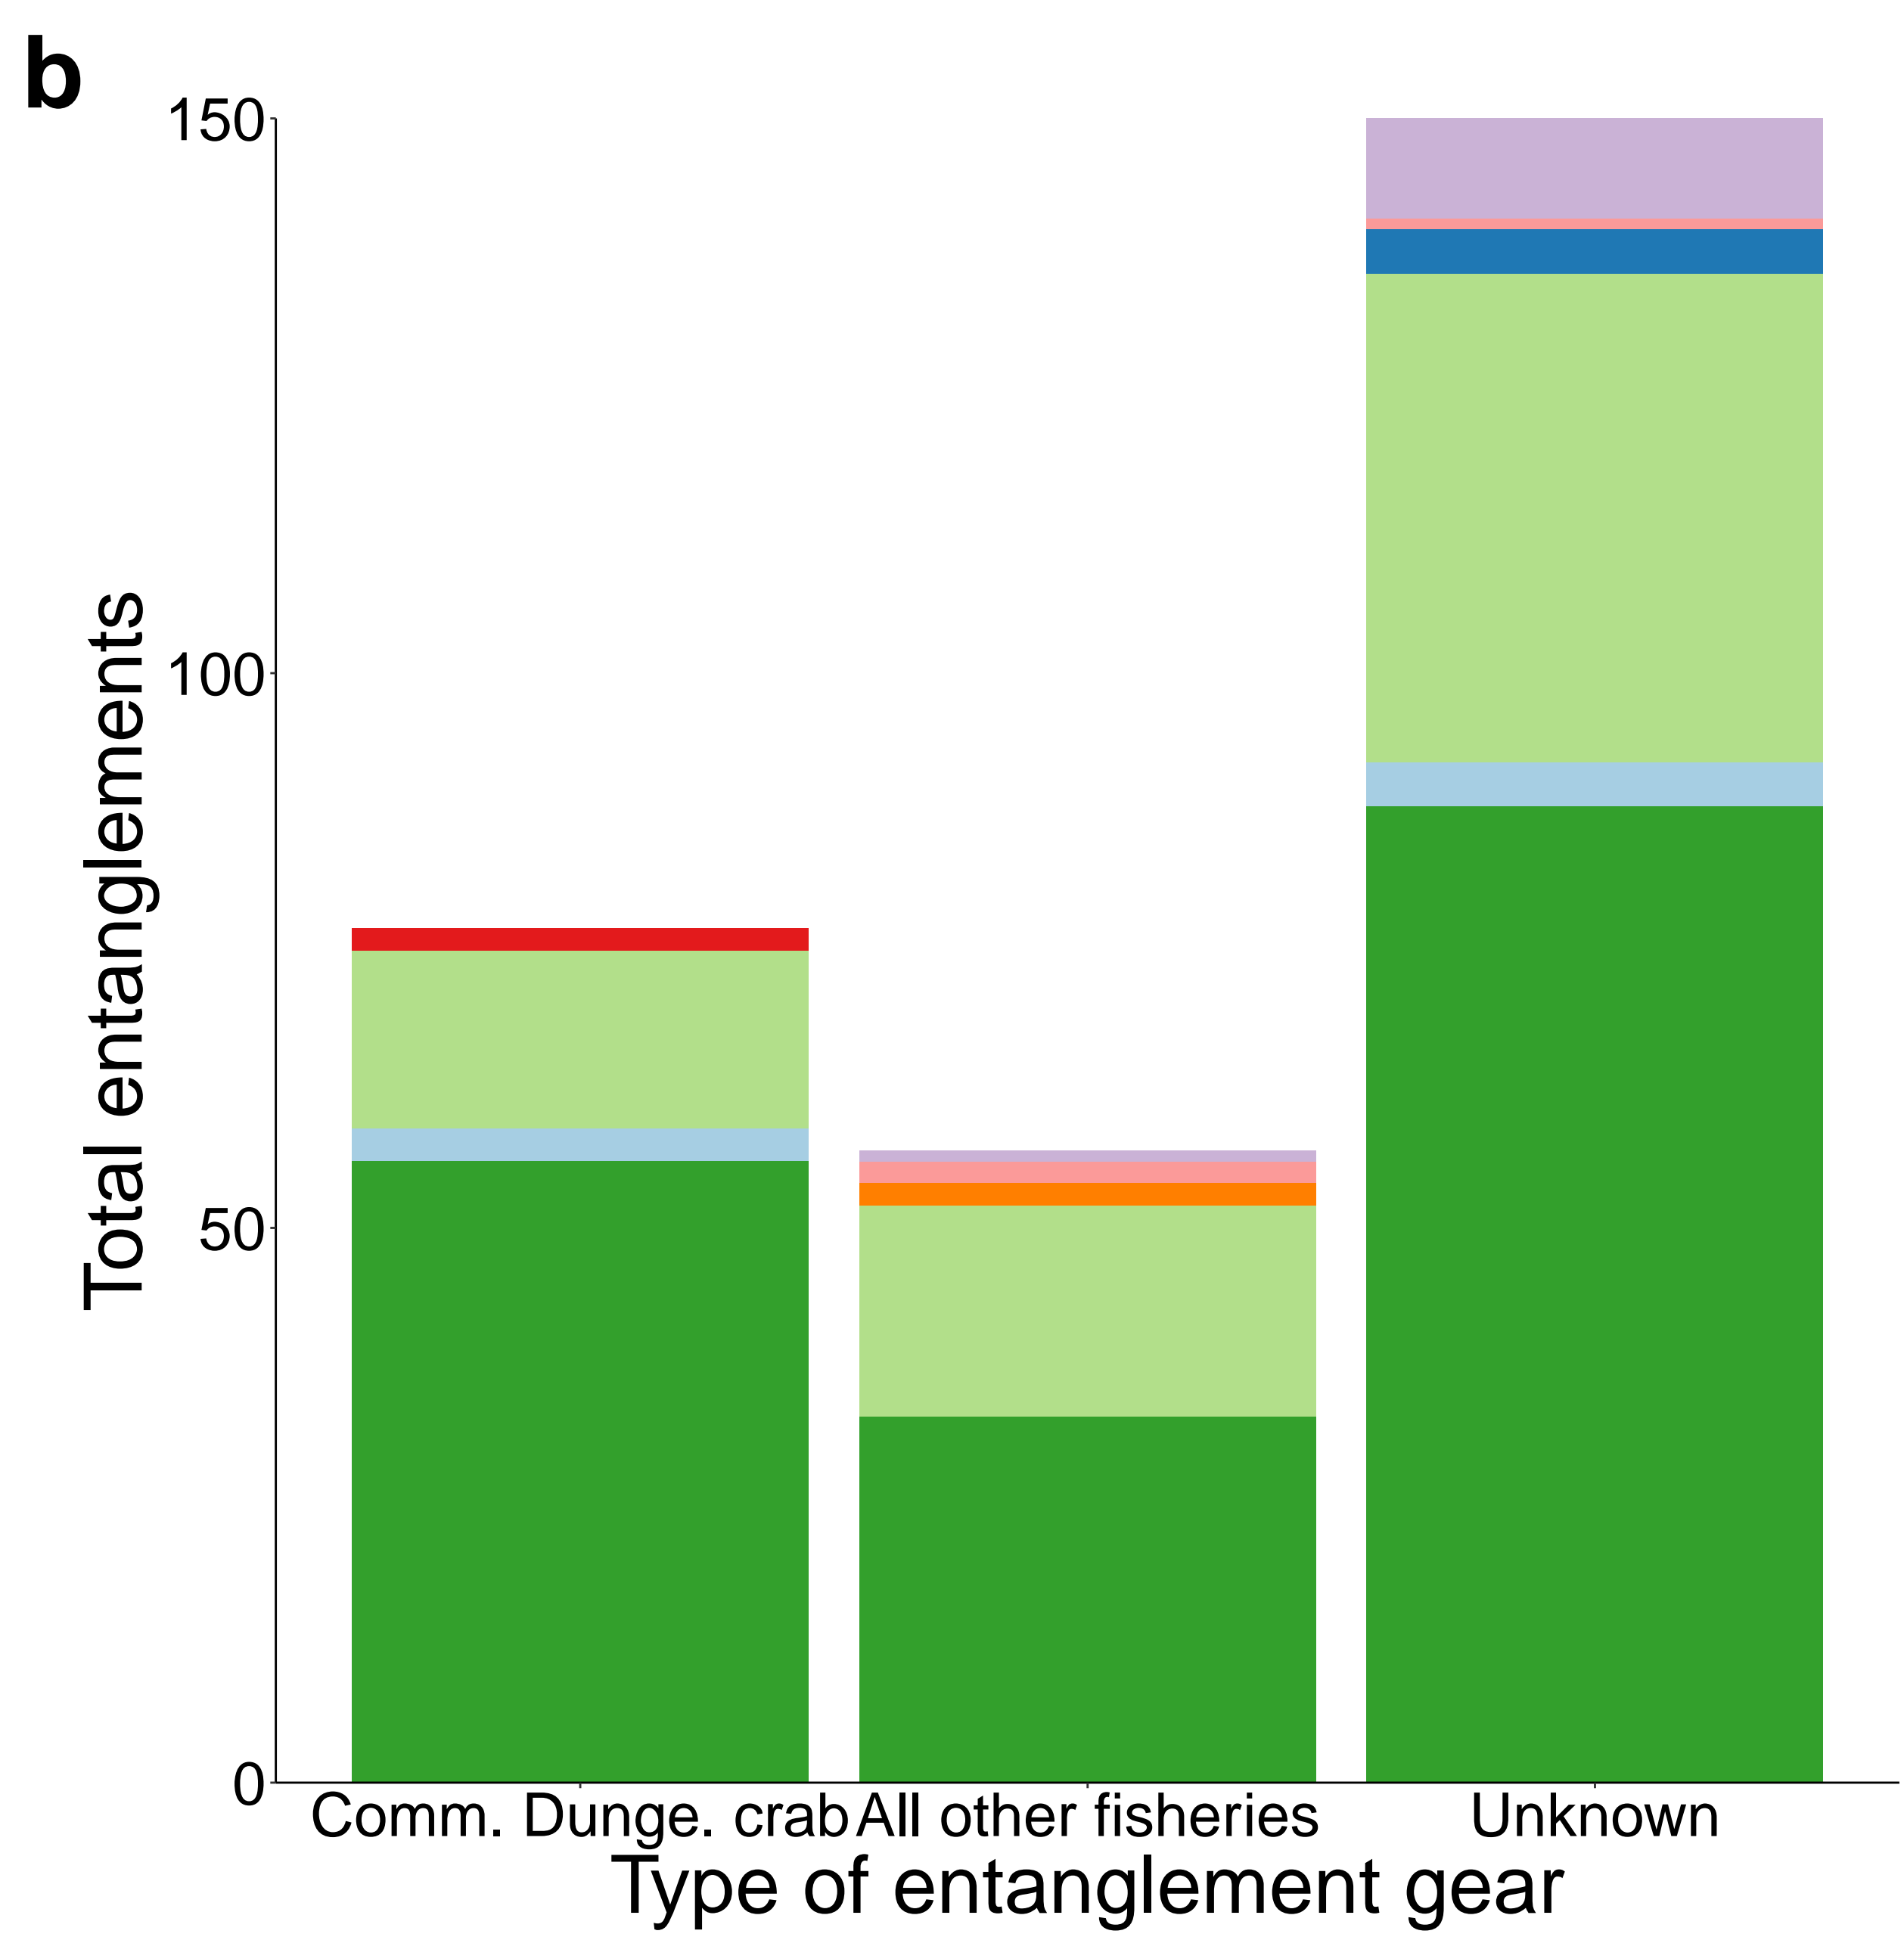 b
150
100
50
0
Total entanglements
Comm. Dunge. crab
All other fisheries
Unknown
Type of entanglement gear